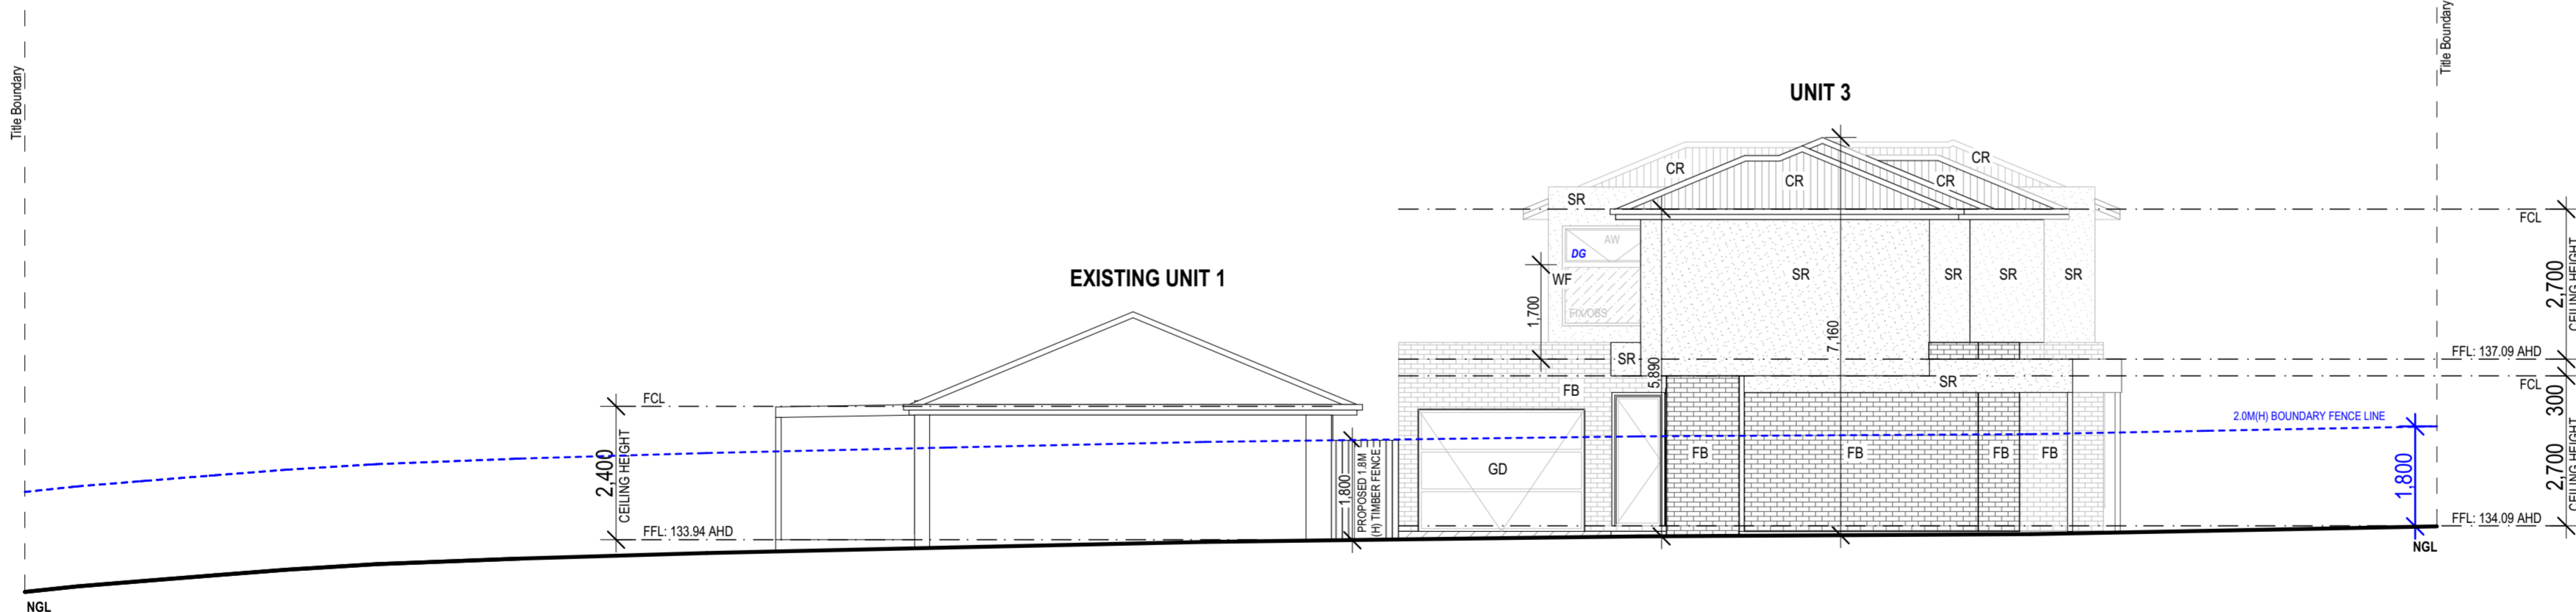 Title Boundary
Title Boundary
UNIT 3
CR
CR
CR
CR
SR
FCL
AW
DG
EXISTING UNIT 1
WF
SR
SR
SR
SR
2,700
CEILING HEIGHT
1,700
FIX/OBS
7,160
SR
5,890
FFL: 137.09 AHD
FCL
SR
FB
300
FCL
2.0M(H) BOUNDARY FENCE LINE
2,400
CEILING HEIGHT
1,800
PROPOSED 1.8M
(H) TIMBER FENCE
GD
FB
FB
FB
FB
1,800
2,700
CEILING HEIGHT
FFL: 133.94 AHD
FFL: 134.09 AHD
NGL
NGL